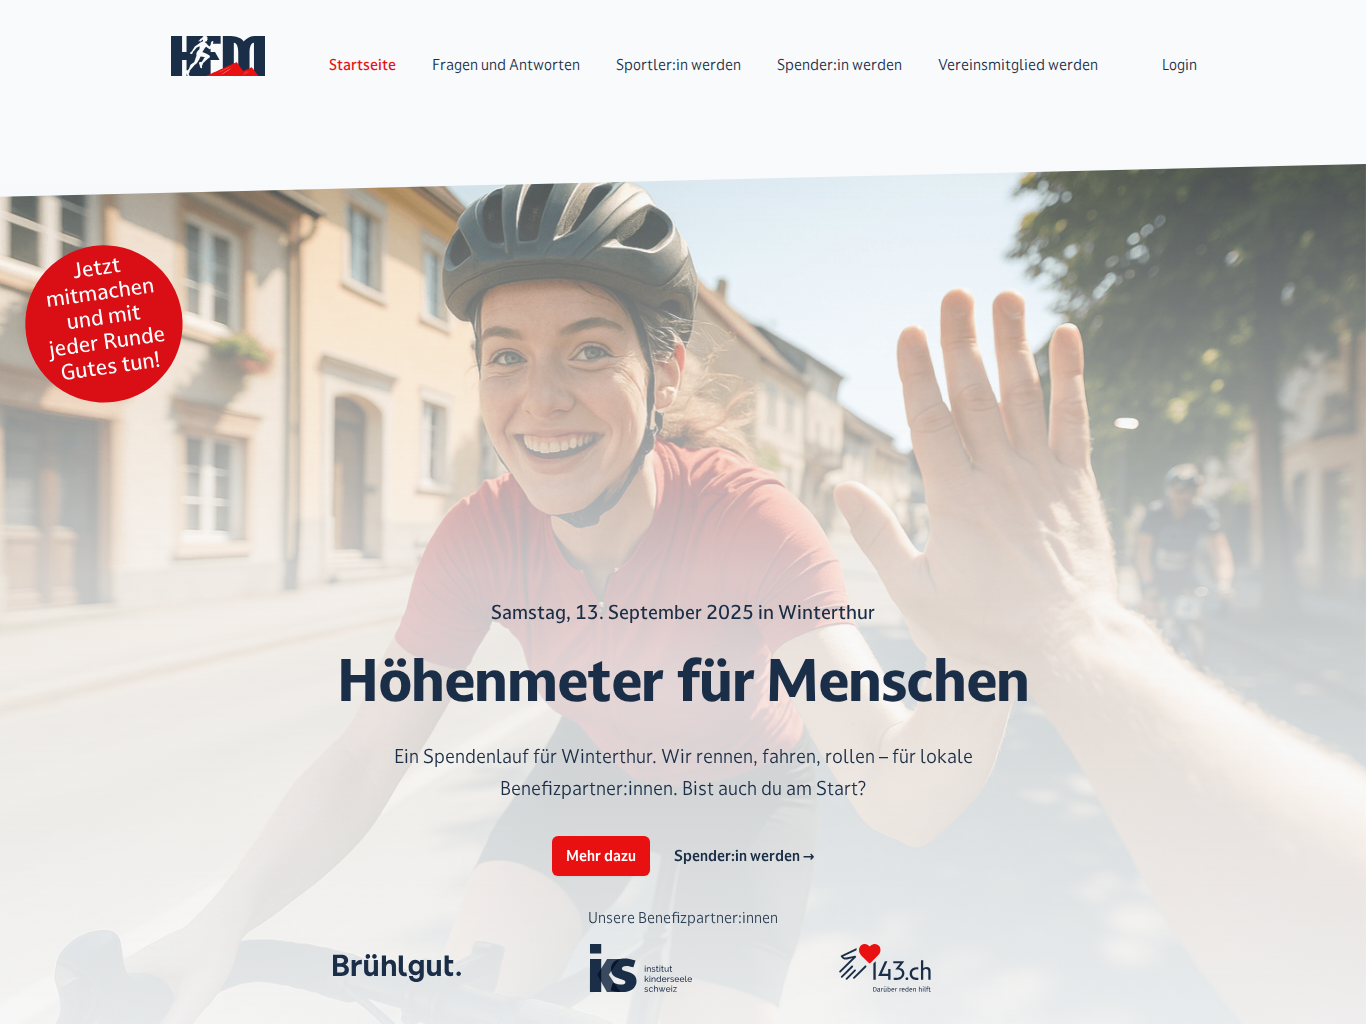 HFM
Startseite
Fragen und Antworten
Sportler:in werden
Spender:in werden
Vereinsmitglied werden
Login
Jetzt
mitmachen
und mit
jeder Runde
Gutes tun!
Samstag, 13. September 2025 in Winterthur
Höhenmeter für Menschen
Ein Spendenlauf für Winterthur. Wir rennen, fahren, rollen – für lokale
Benefizpartner:innen. Bist auch du am Start?
Mehr dazu
Spender:in werden →
Unsere Benefizpartner:innen
Brühlgut.
iks
institut
kinderseele
schweiz
143.ch
Darüber reden hilft